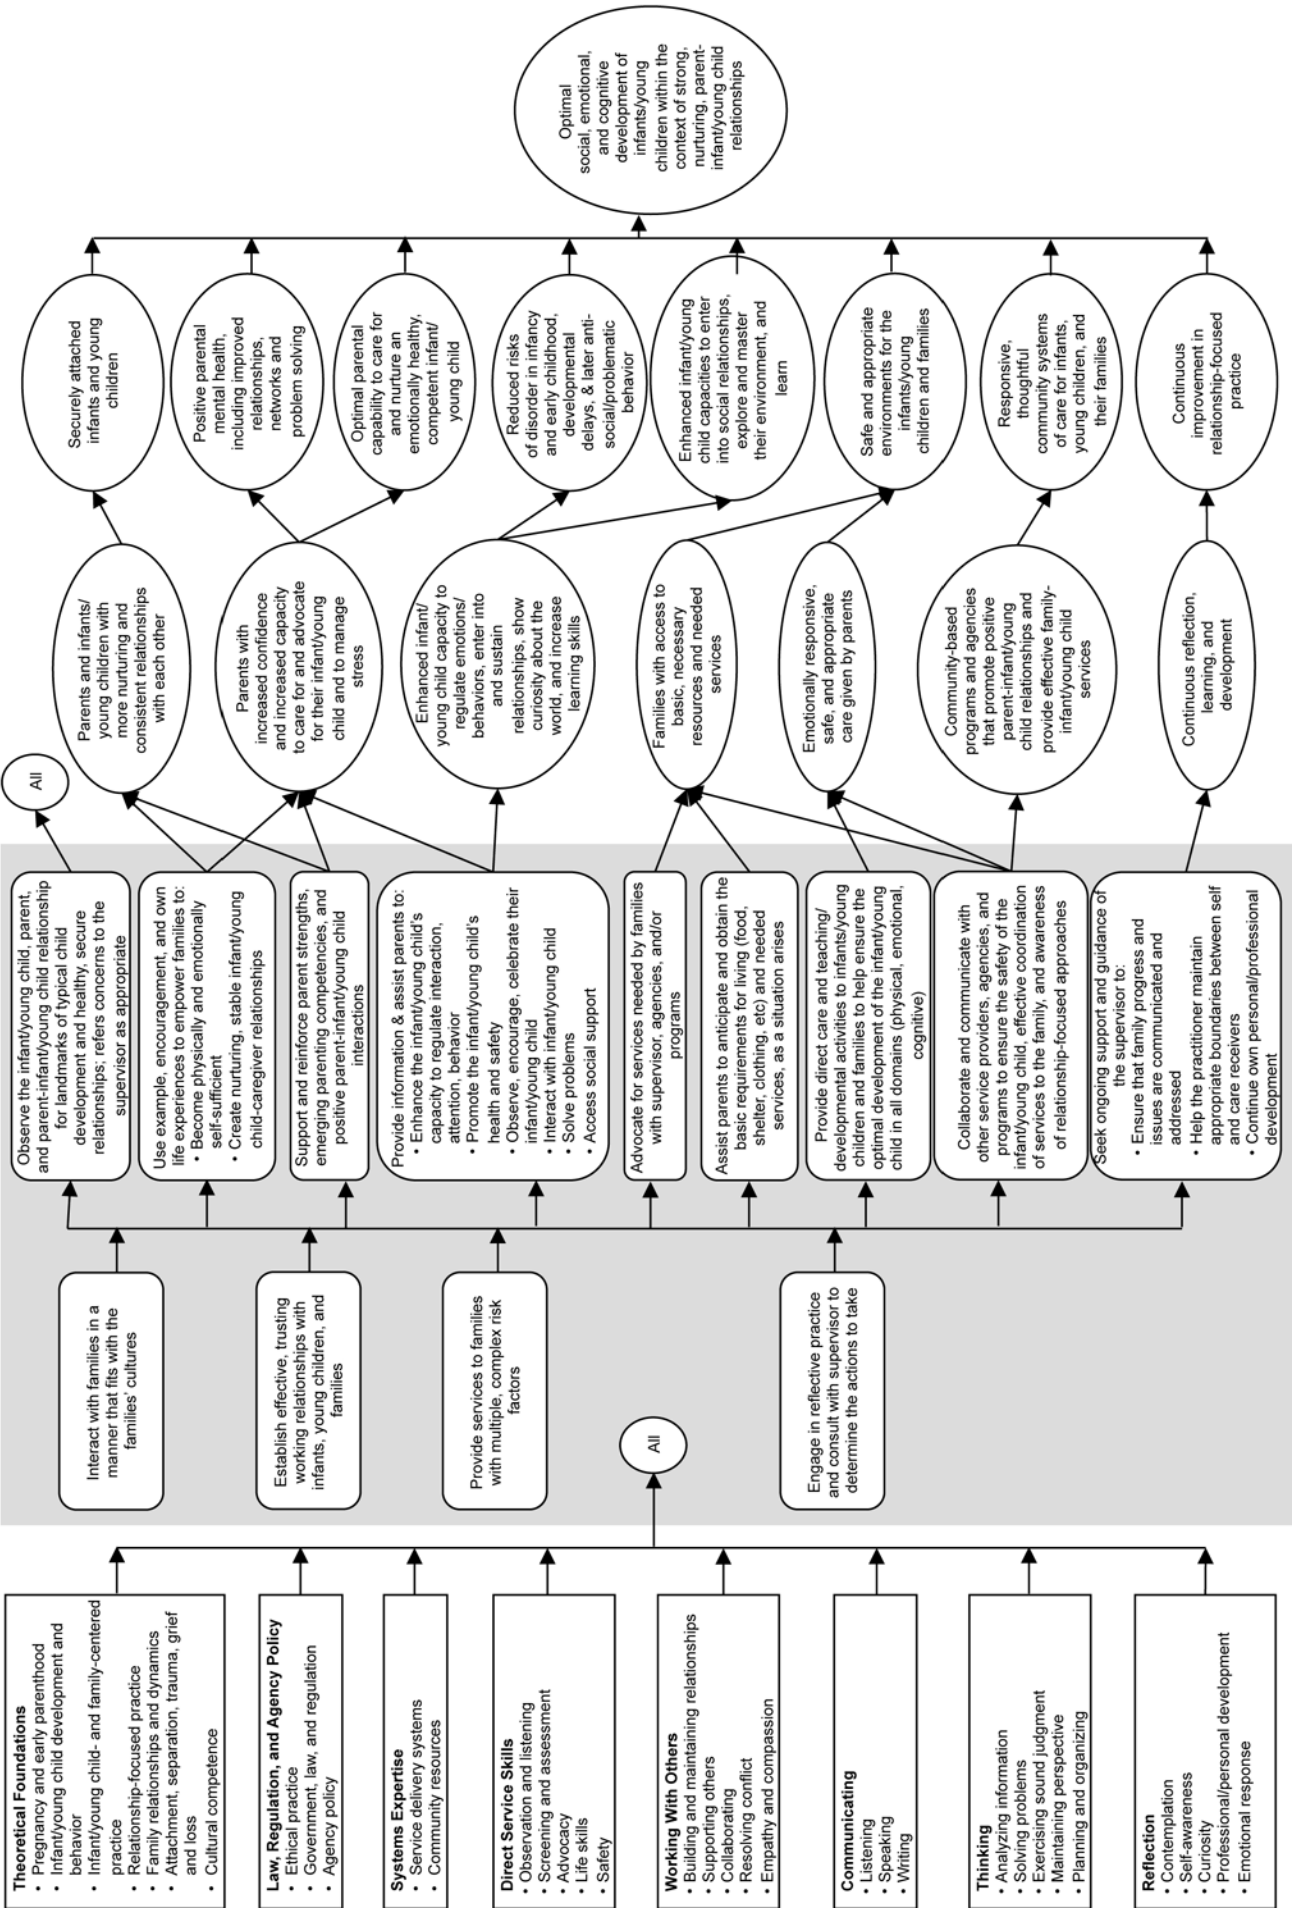 Theoretical Foundations
• Pregnancy and early parenthood
• Infant/young child development and
behavior
• Infant/young child- and family-centered
practice
• Relationship-focused practice
• Family relationships and dynamics
• Attachment, separation, trauma, grief
and loss
• Cultural competence
Law, Regulation, and Agency Policy
• Ethical practice
• Government, law, and regulation
• Agency policy
Systems Expertise
• Service delivery systems
• Community resources
Direct Service Skills
• Observation and listening
• Screening and assessment
• Advocacy
• Life skills
• Safety
Working With Others
• Building and maintaining relationships
• Supporting others
• Collaborating
• Resolving conflict
• Empathy and compassion
Communicating
• Listening
• Speaking
• Writing
Thinking
• Analyzing information
• Solving problems
• Exercising sound judgment
• Maintaining perspective
• Planning and organizing
Reflection
• Contemplation
• Self-awareness
• Curiosity
• Professional/personal development
• Emotional response
All
Interact with families in a
manner that fits with the
families' cultures
Establish effective, trusting
working relationships with
infants, young children, and
families
Provide services to families
with multiple, complex risk
factors
Engage in reflective practice
and consult with supervisor to
determine the actions to take
Observe the infant/young child, parent,
and parent-infant/young child relationship
for landmarks of typical child
development and healthy, secure
relationships; refers concerns to the
supervisor as appropriate
Use example, encouragement, and own
life experiences to empower families to:
• Become physically and emotionally
self-sufficient
• Create nurturing, stable infant/young
child-caregiver relationships
Support and reinforce parent strengths,
emerging parenting competencies, and
positive parent-infant/young child
interactions
Provide information & assist parents to:
• Enhance the infant/young child's
capacity to regulate interaction,
attention, behavior
• Promote the infant/young child's
health and safety
• Observe, encourage, celebrate their
infant/young child
• Interact with infant/young child
• Solve problems
• Access social support
Advocate for services needed by families
with supervisor, agencies, and/or
programs
Assist parents to anticipate and obtain the
basic requirements for living (food,
shelter, clothing, etc) and needed
services, as a situation arises
Provide direct care and teaching/
developmental activities to infants/young
children and families to help ensure the
optimal development of the infant/young
child in all domains (physical, emotional,
cognitive)
Collaborate and communicate with
other service providers, agencies, and
programs to ensure the safety of the
infant/young child, effective coordination
of services to the family, and awareness
of relationship-focused approaches
Seek ongoing support and guidance of
the supervisor to:
• Ensure that family progress and
issues are communicated and
addressed
• Help the practitioner maintain
appropriate boundaries between self
and care receivers
• Continue own personal/professional
development
All
Parents and infants/
young children with
more nurturing and
consistent relationships
with each other
Parents with
increased confidence
and increased capacity
to care for and advocate
for their infant/young
child and to manage
stress
Enhanced infant/
young child capacity to
regulate emotions/
behaviors, enter into
and sustain
relationships, show
curiosity about the
world, and increase
learning skills
Families with access to
basic, necessary
resources and needed
services
Emotionally responsive,
safe, and appropriate
care given by parents
Community-based
programs and agencies
that promote positive
parent-infant/young
child relationships and
provide effective family-
infant/young child
services
Continuous reflection,
learning, and
development
Securely attached
infants and young
children
Positive parental
mental health,
including improved
relationships,
networks and
problem solving
Optimal parental
capability to care for
and nurture an
emotionally healthy,
competent infant/
young child
Reduced risks
of disorder in infancy
and early childhood,
developmental
delays, & later anti-
social/problematic
behavior
Enhanced infant/young
child capacities to enter
into social relationships,
explore and master
their environment, and
learn
Safe and appropriate
environments for the
infants/young
children and families
Responsive,
thoughtful
community systems
of care for infants,
young children, and
their families
Continuous
improvement in
relationship-focused
practice
Optimal
social, emotional,
and cognitive
development of
infants/young
children within the
context of strong,
nurturing, parent-
infant/young child
relationships